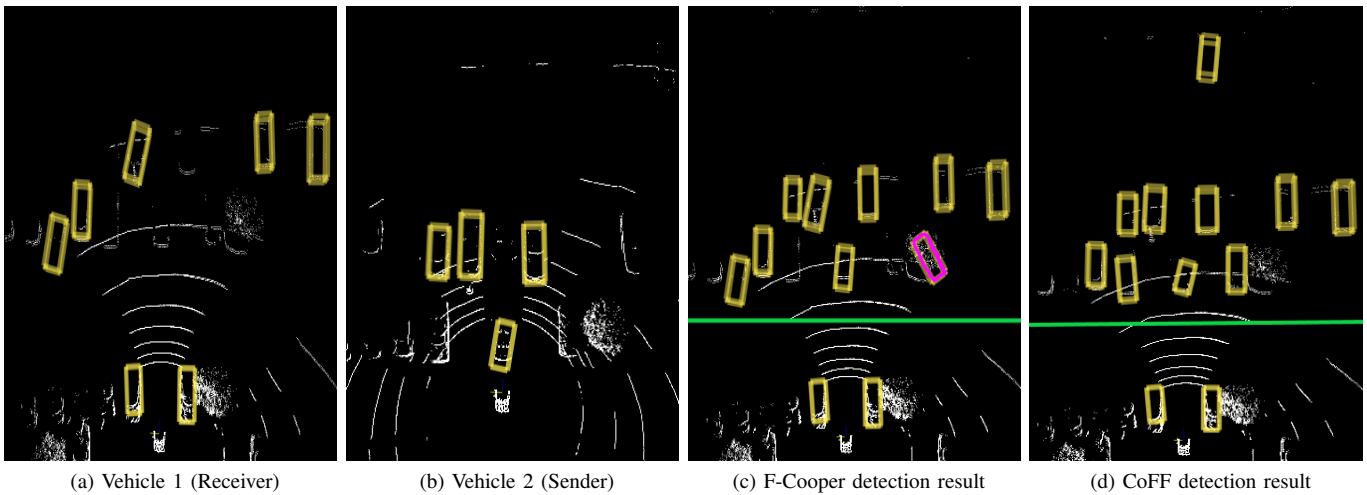 (a) Vehicle 1 (Receiver)
(b) Vehicle 2 (Sender)
(c) F-Cooper detection result
(d) CoFF detection result